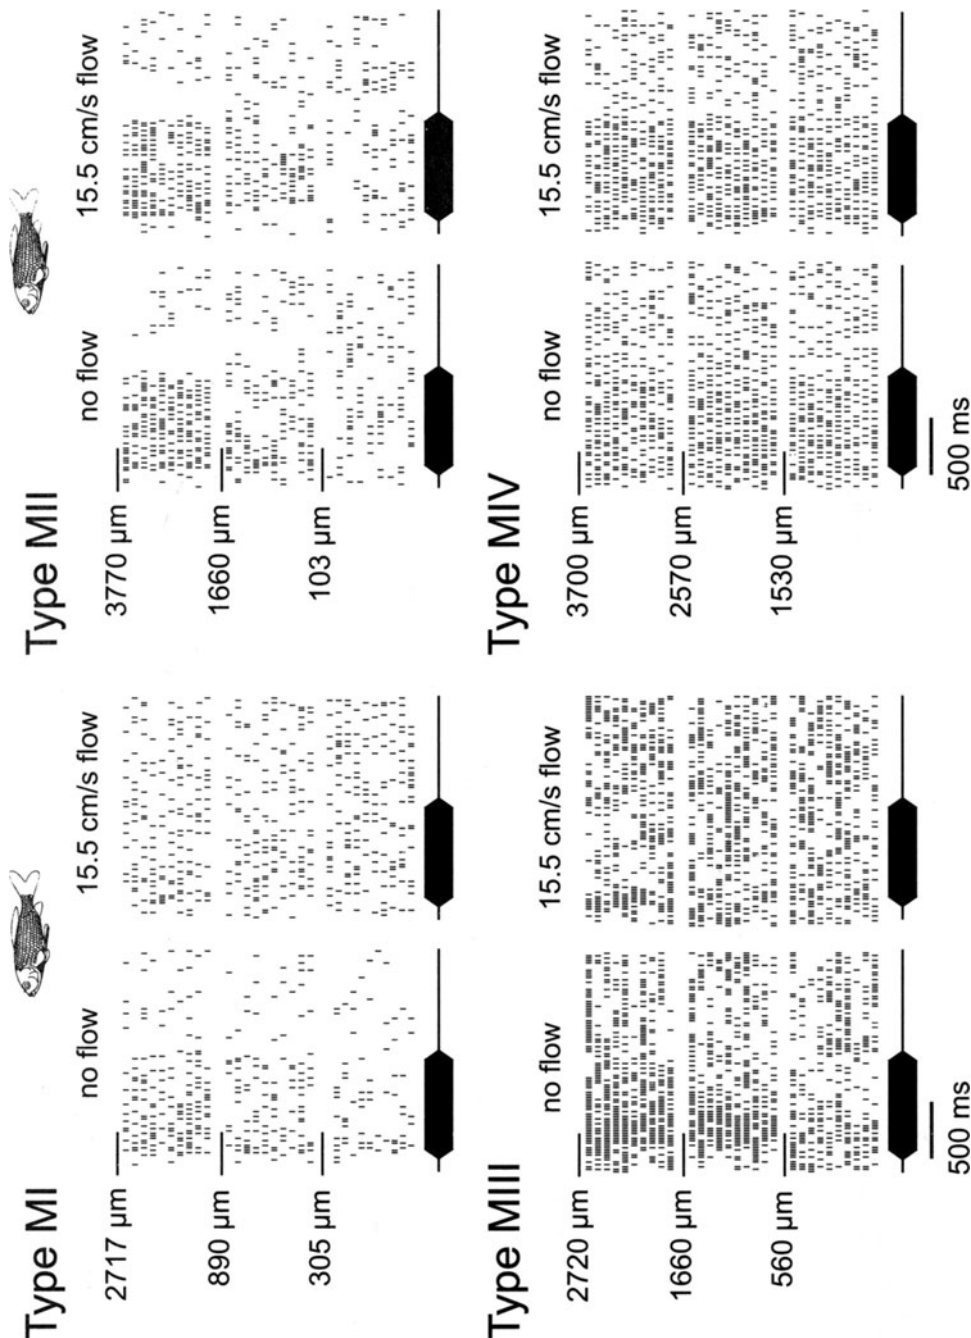 Type MI
no flow
15.5 cm/s flow
2717 µm
890 µm
305 µm
Type MII
no flow
15.5 cm/s flow
3770 µm
1660 µm
103 µm
Type MIII
no flow
15.5 cm/s flow
2720 µm
1660 µm
560 µm
500 ms
Type MIV
no flow
15.5 cm/s flow
3700 µm
2570 µm
1530 µm
500 ms